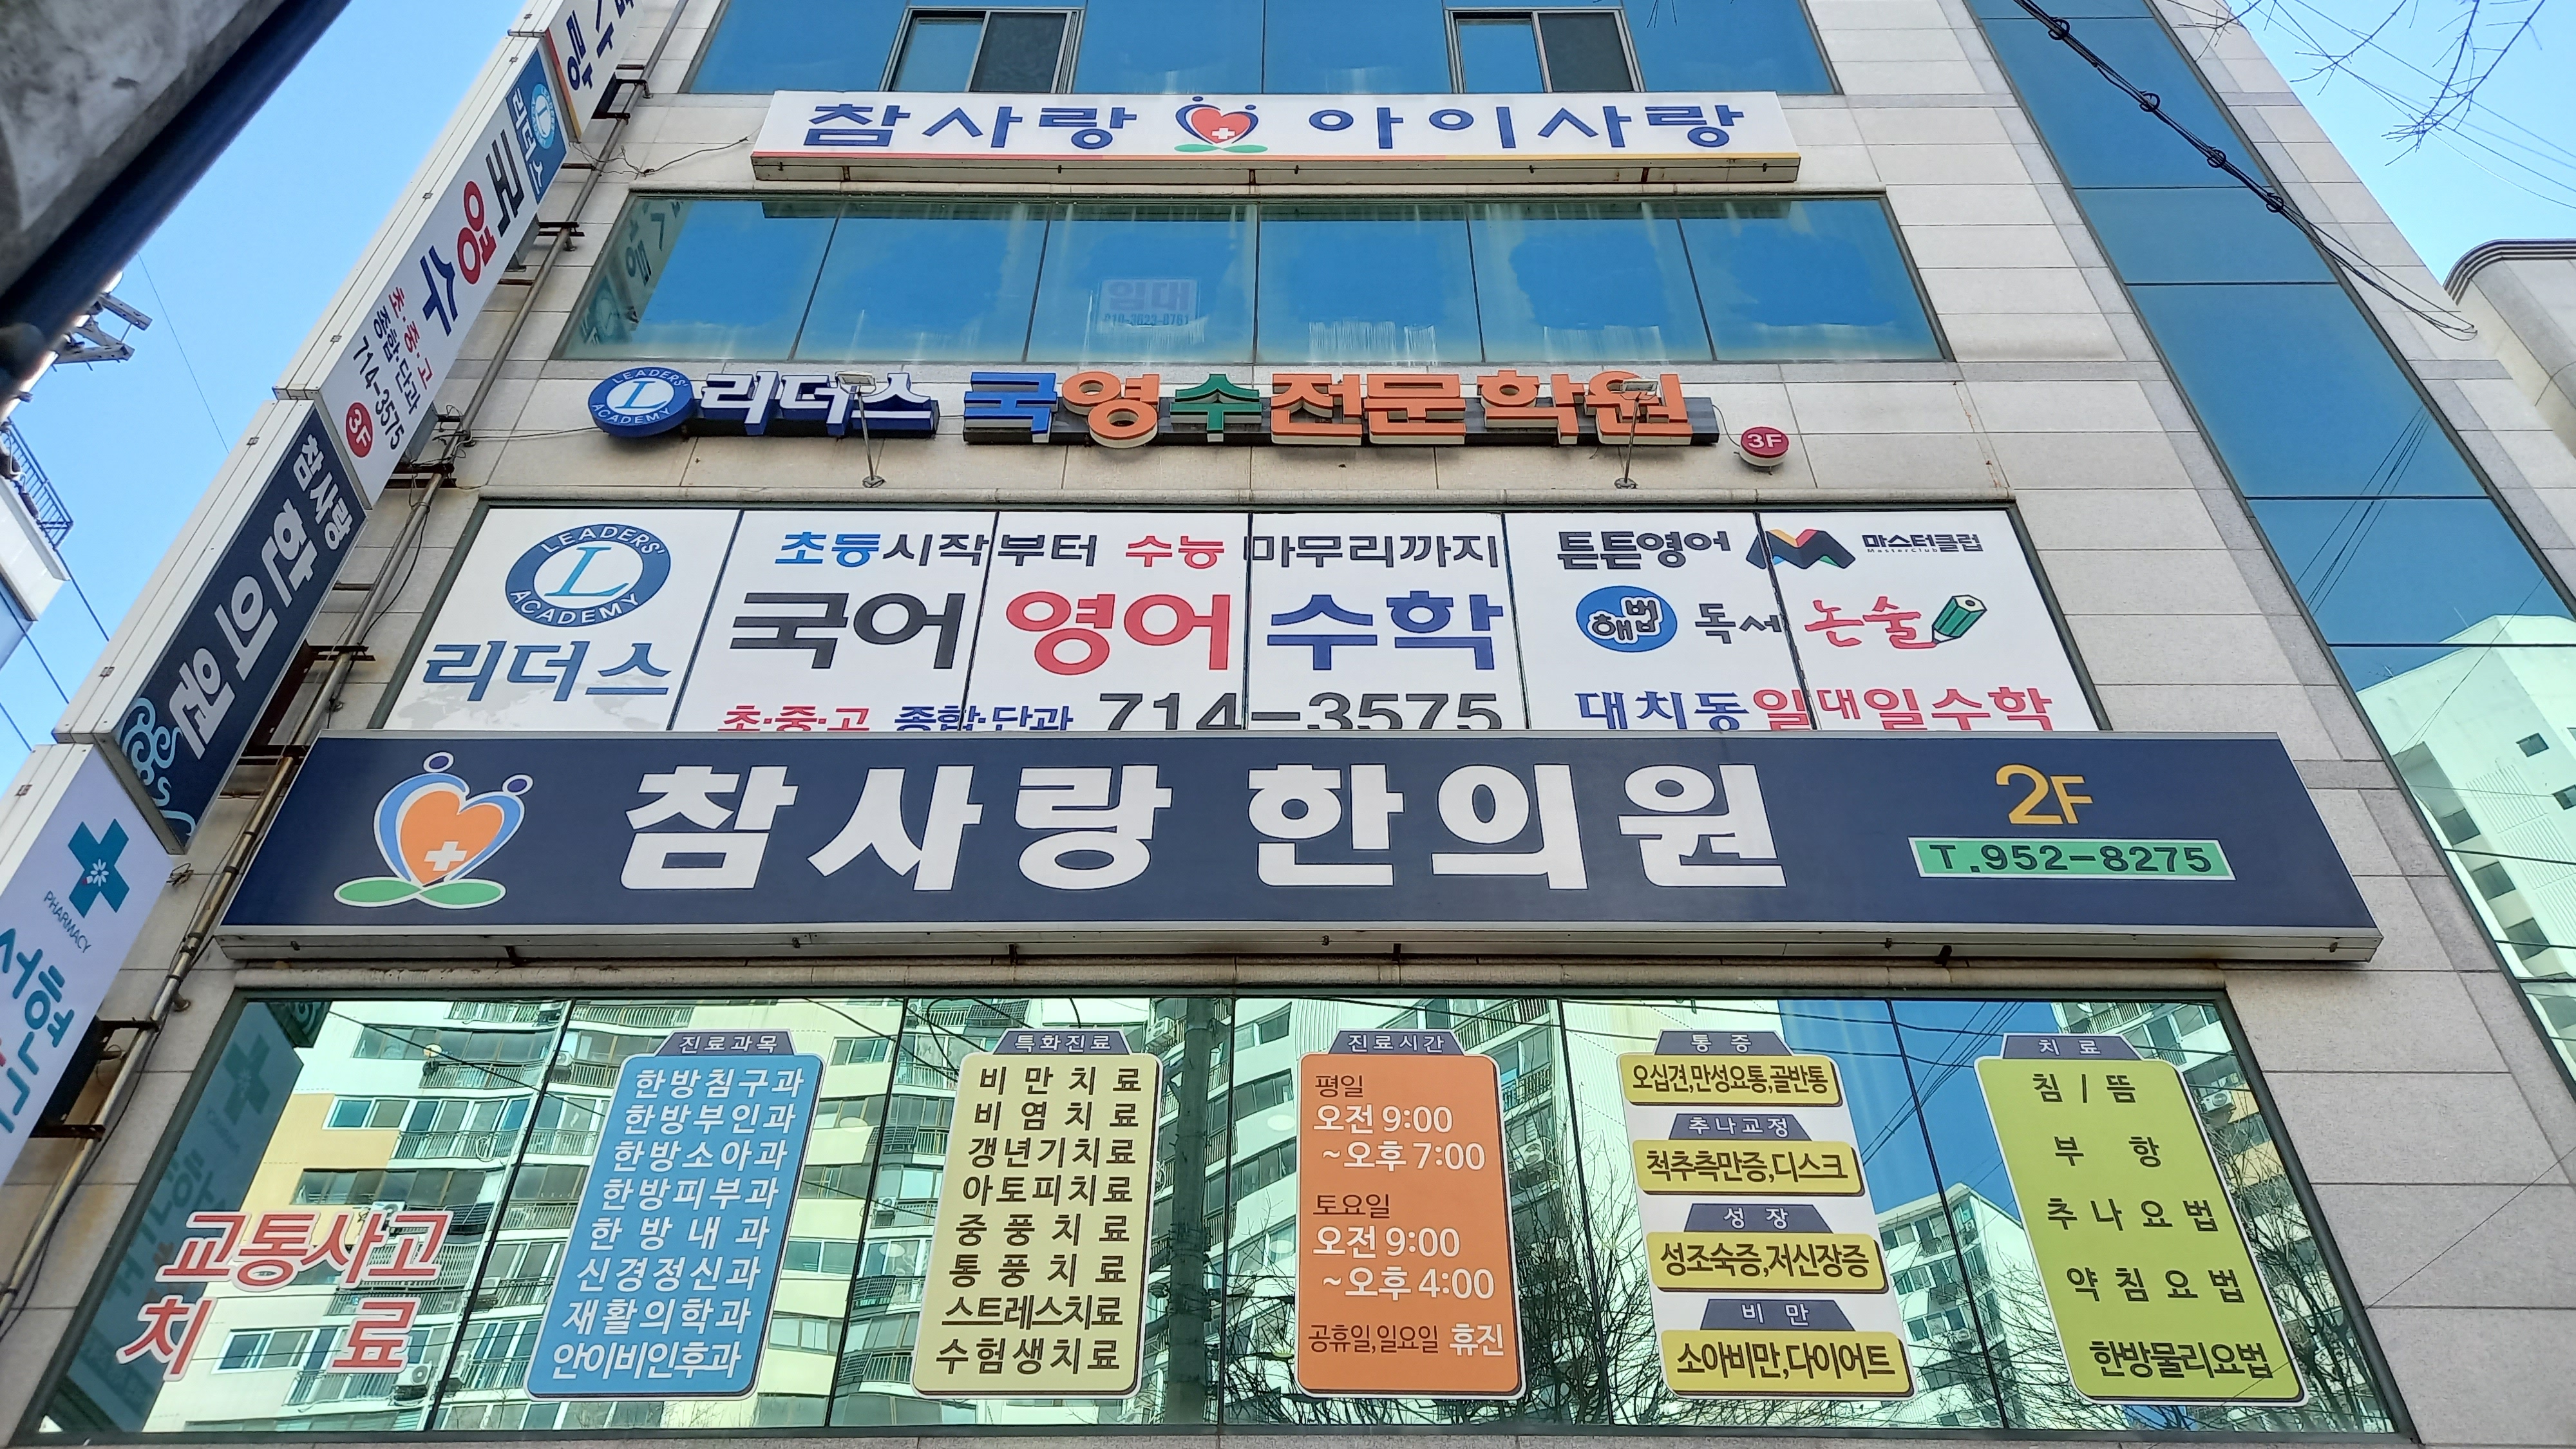 참사랑 아이사랑
리더스
국영수
초·중·고
종합·단과
714-3575
3F
임대
LEADERS' ACADEMY
L
리더스 국영수전문학원
3F
LEADERS' ACADEMY
L
리더스
초등시작부터 수능 마무리까지
국어 영어 수학
초·중·고 종합·단과 714-3575
튼튼영어 마스터클럽
MasterClub
해법 독서 논술
대치동일대일수학
참사랑
한의원
참사랑 한의원
2F
T.952-8275
PHARMACY
교통사고
치료
진료과목
한방침구과
한방부인과
한방소아과
한방피부과
한방내과
신경정신과
재활의학과
안이비인후과
특화진료
비만치료
비염치료
갱년기치료
아토피치료
중풍치료
통풍치료
스트레스치료
수험생치료
진료시간
평일
오전 9:00
~오후 7:00
토요일
오전 9:00
~오후 4:00
공휴일,일요일 휴진
통증
오십견,만성요통,골반통
추나교정
척추측만증,디스크
성장
성조숙증,저신장증
비만
소아비만,다이어트
치료
침/뜸
부항
추나요법
약침요법
한방물리요법